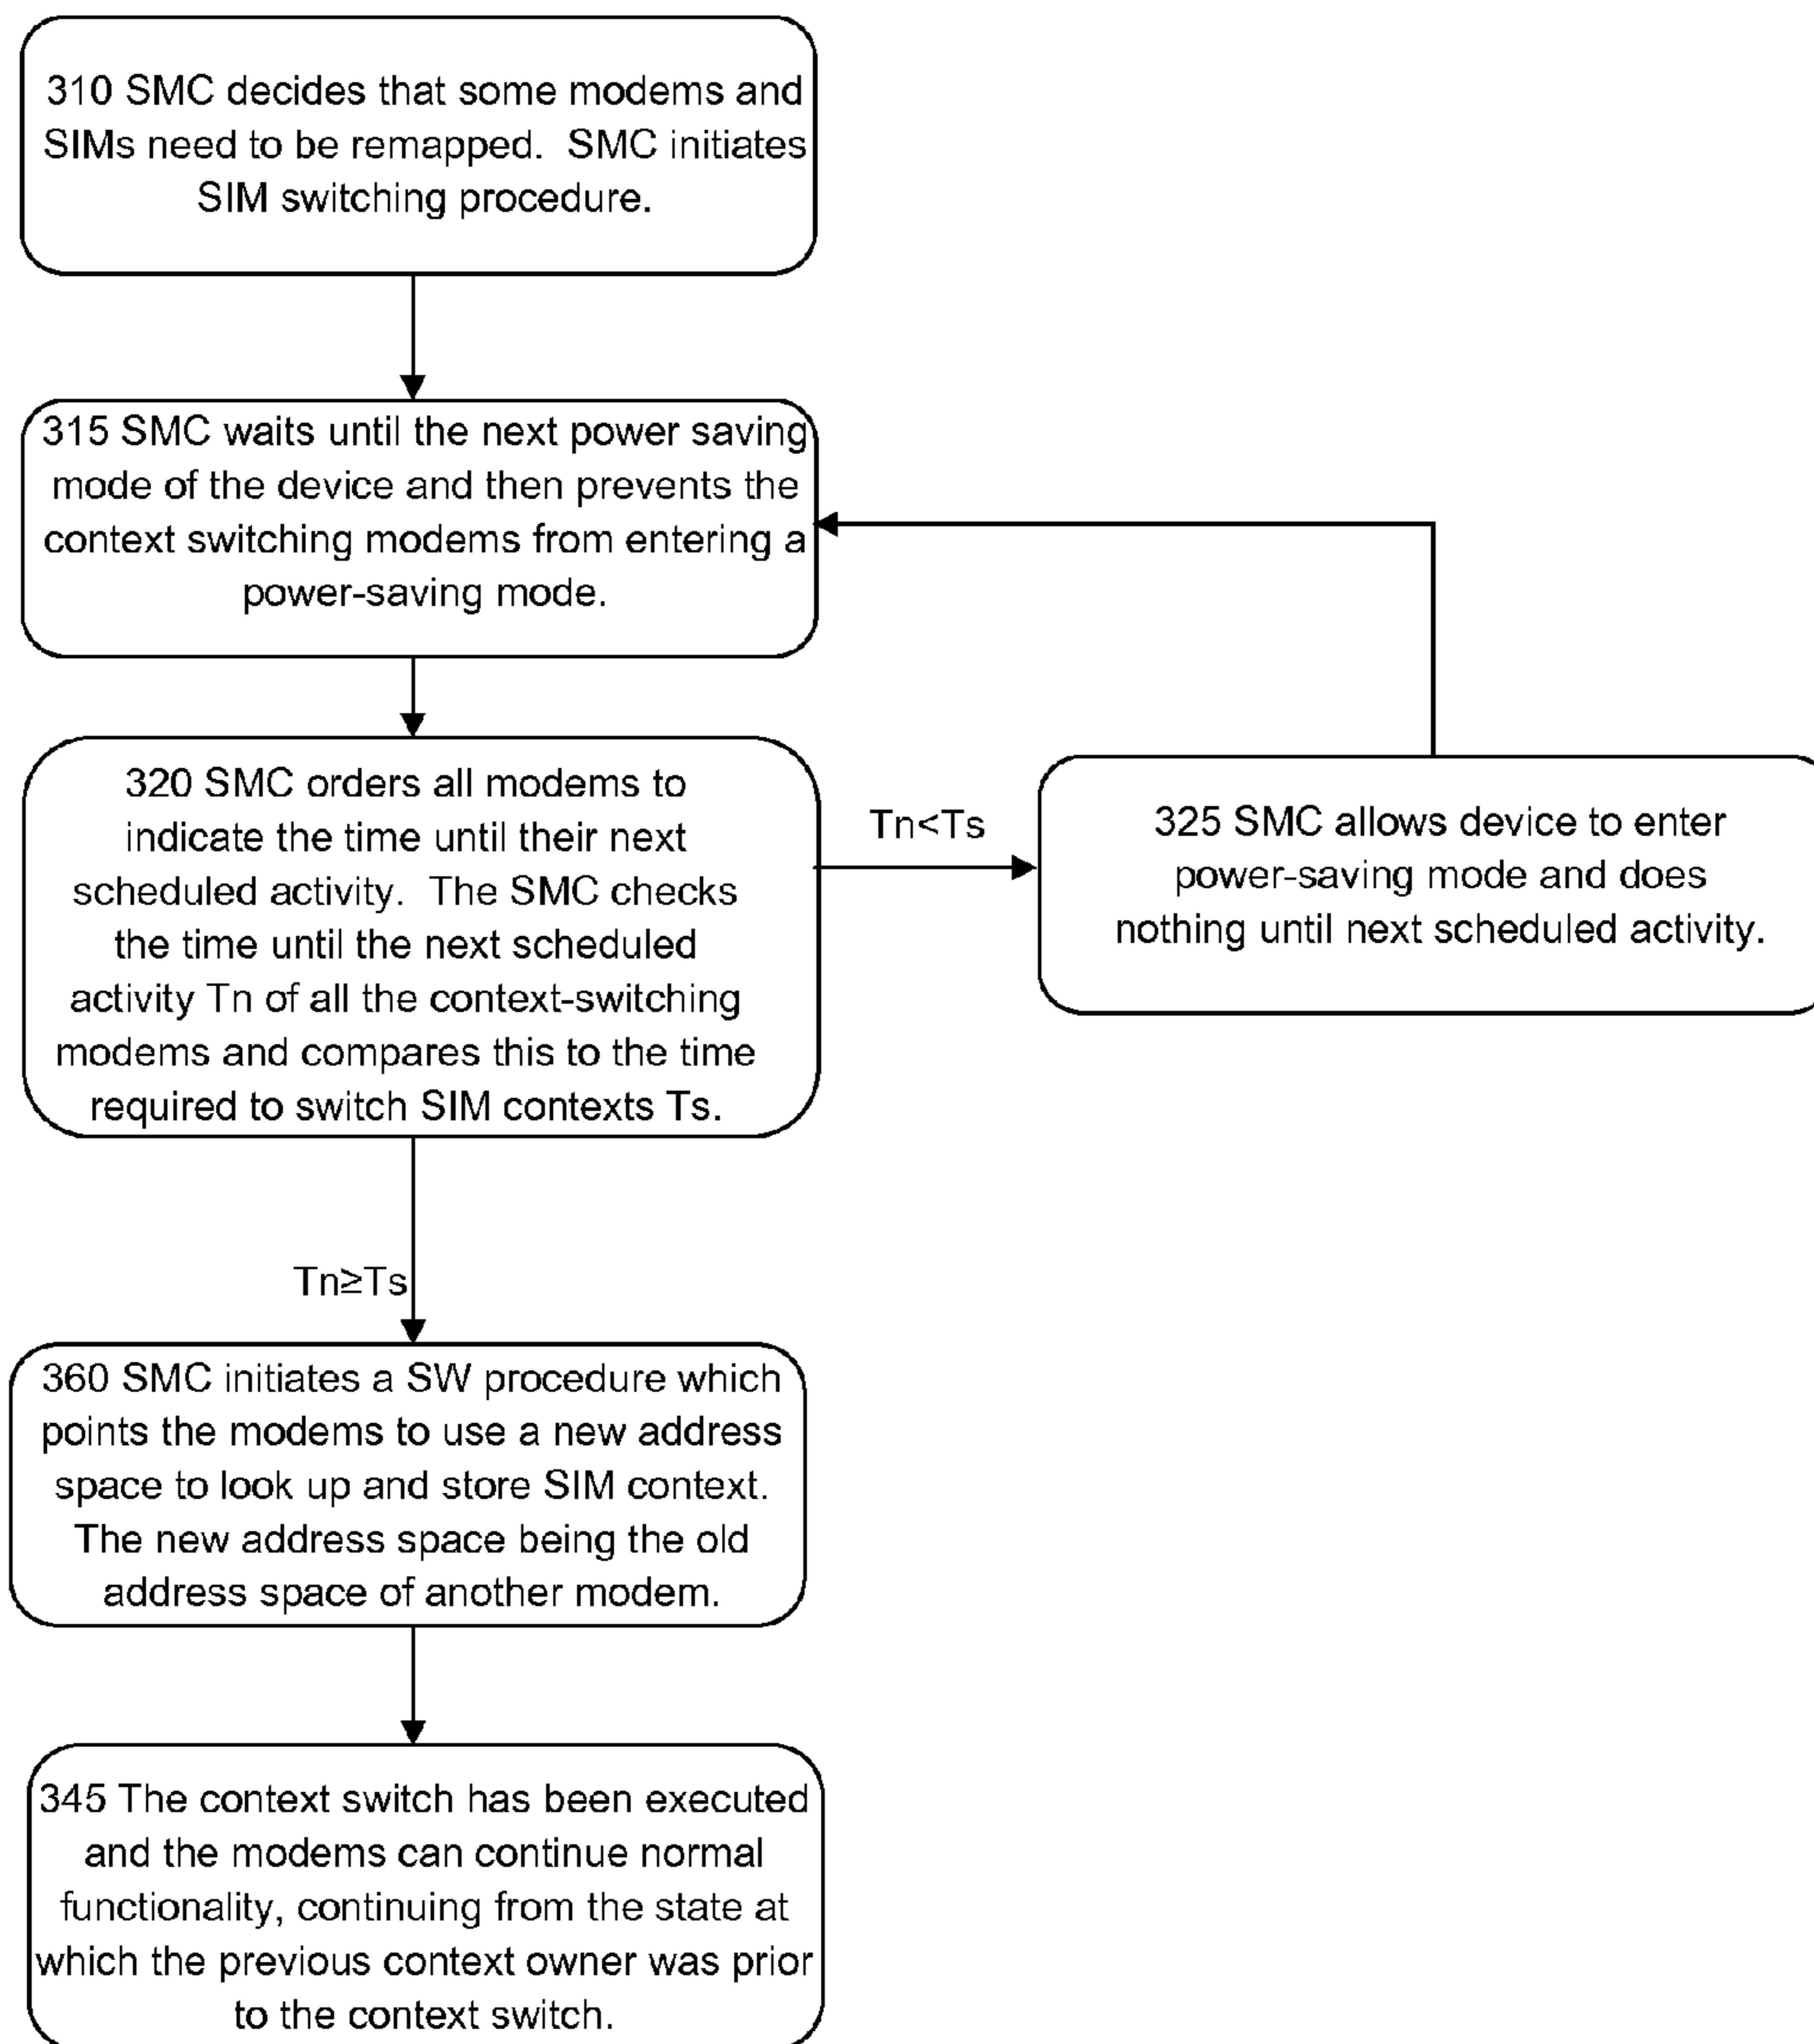 310 SMC decides that some modems and
SIMs need to be remapped. SMC initiates
SIM switching procedure.
315 SMC waits until the next power saving
mode of the device and then prevents the
context switching modems from entering a
power-saving mode.
320 SMC orders all modems to
indicate the time until their next
scheduled activity. The SMC checks
the time until the next scheduled
activity Tn of all the context-switching
modems and compares this to the time
required to switch SIM contexts Ts.
Tn<Ts
325 SMC allows device to enter
power-saving mode and does
nothing until next scheduled activity.
Tn≥Ts
360 SMC initiates a SW procedure which
points the modems to use a new address
space to look up and store SIM context.
The new address space being the old
address space of another modem.
345 The context switch has been executed
and the modems can continue normal
functionality, continuing from the state at
which the previous context owner was prior
to the context switch.